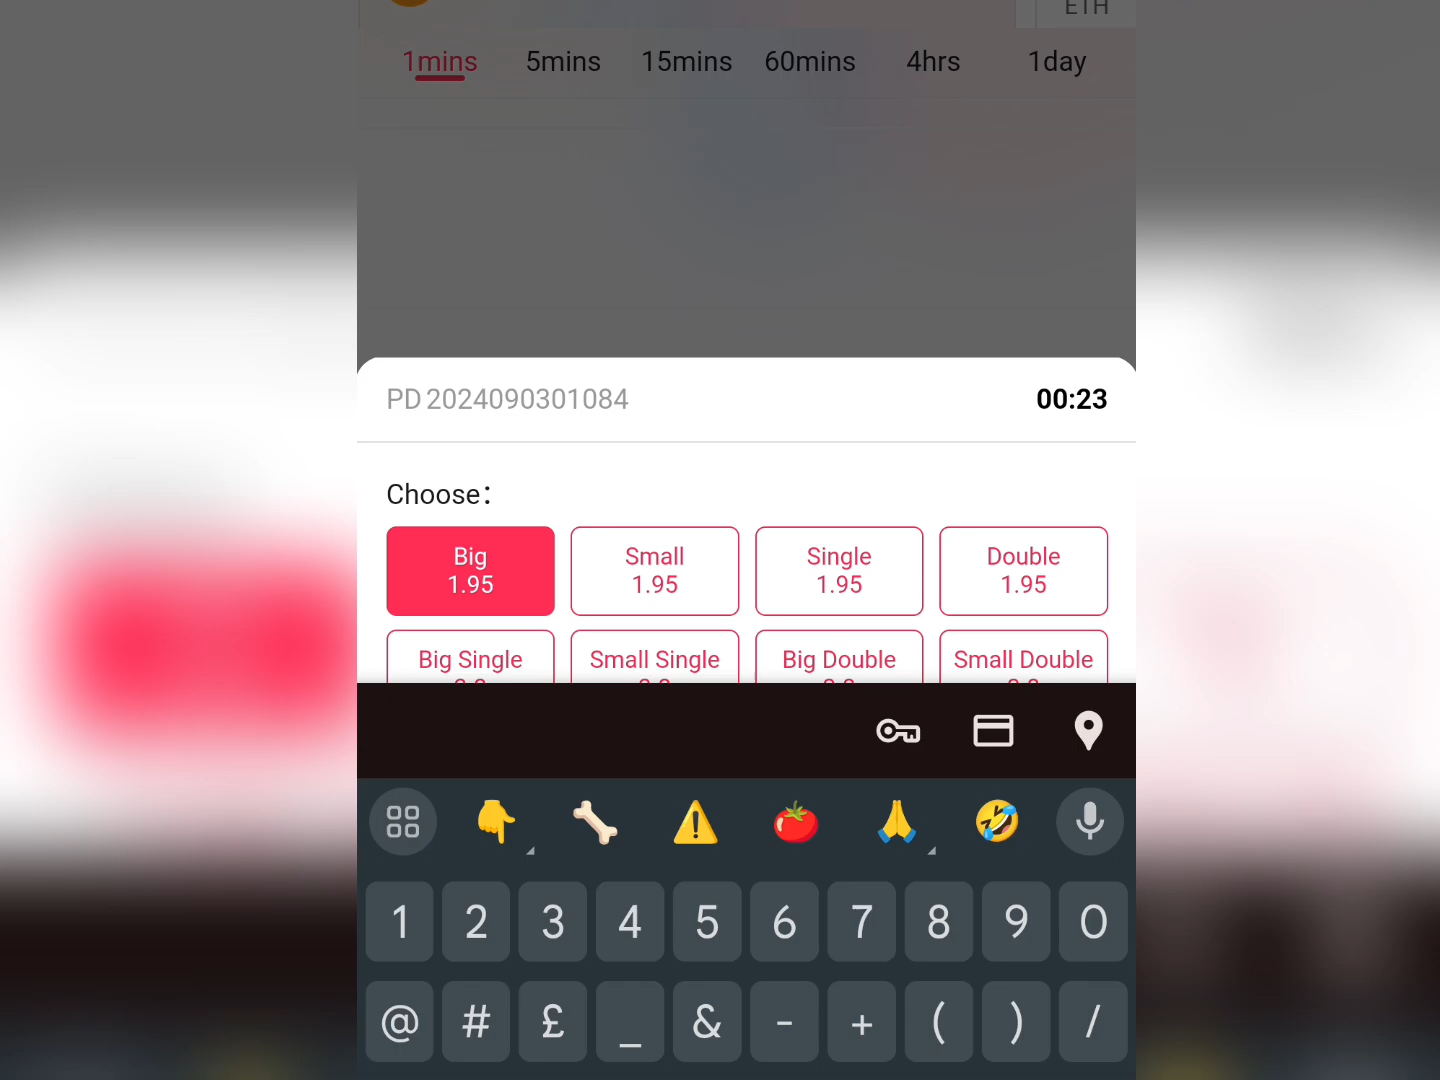 ETH
1mins 5mins 15mins 60mins 4hrs 1day
PD 2024090301084 00:23
Choose：
Big Small Single Double
1.95 1.95 1.95 1.95
Big Single Small Single Big Double Small Double
1 2 3 4 5 6 7 8 9 0
@ # £ _ & - + ( ) /